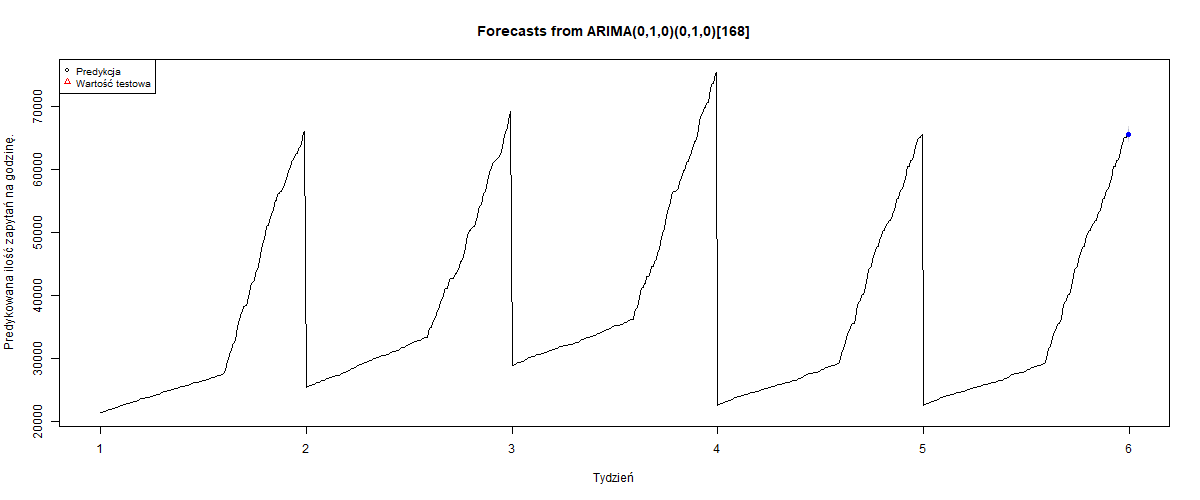 Forecasts from ARIMA(0,1,0)(0,1,0)[168]
Predykcja
Wartość testowa
Predykowana ilość zapytań na godzinę.
70000
60000
50000
40000
30000
20000
1 2 3 4 5 6
Tydzień